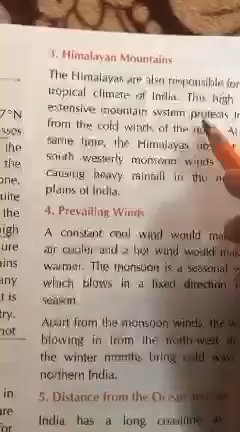 3. Himalayan Mountains
The Himalayas are also responsible for
tropical climate of India. This high
extensive mountain system protects
7°N
from the cold winds of the
sses
same time, the Himalayas
the
south westerly monsoon winds
the
causing heavy rainfall in the
one,
plains of India.
uite
4. Prevailing Winds
the
A constant cool wind would
igh
air cooler and a hot wind would
ure
warmer. The monsoon is a seasonal
ins
which blows in a fixed direction
any
season.
t is
Apart from the monsoon winds, the
try.
blowing in from the north-west
not
the winter months bring cold
northern India.
in
5. Distance from the Ocean
are
India has a long coastline
for